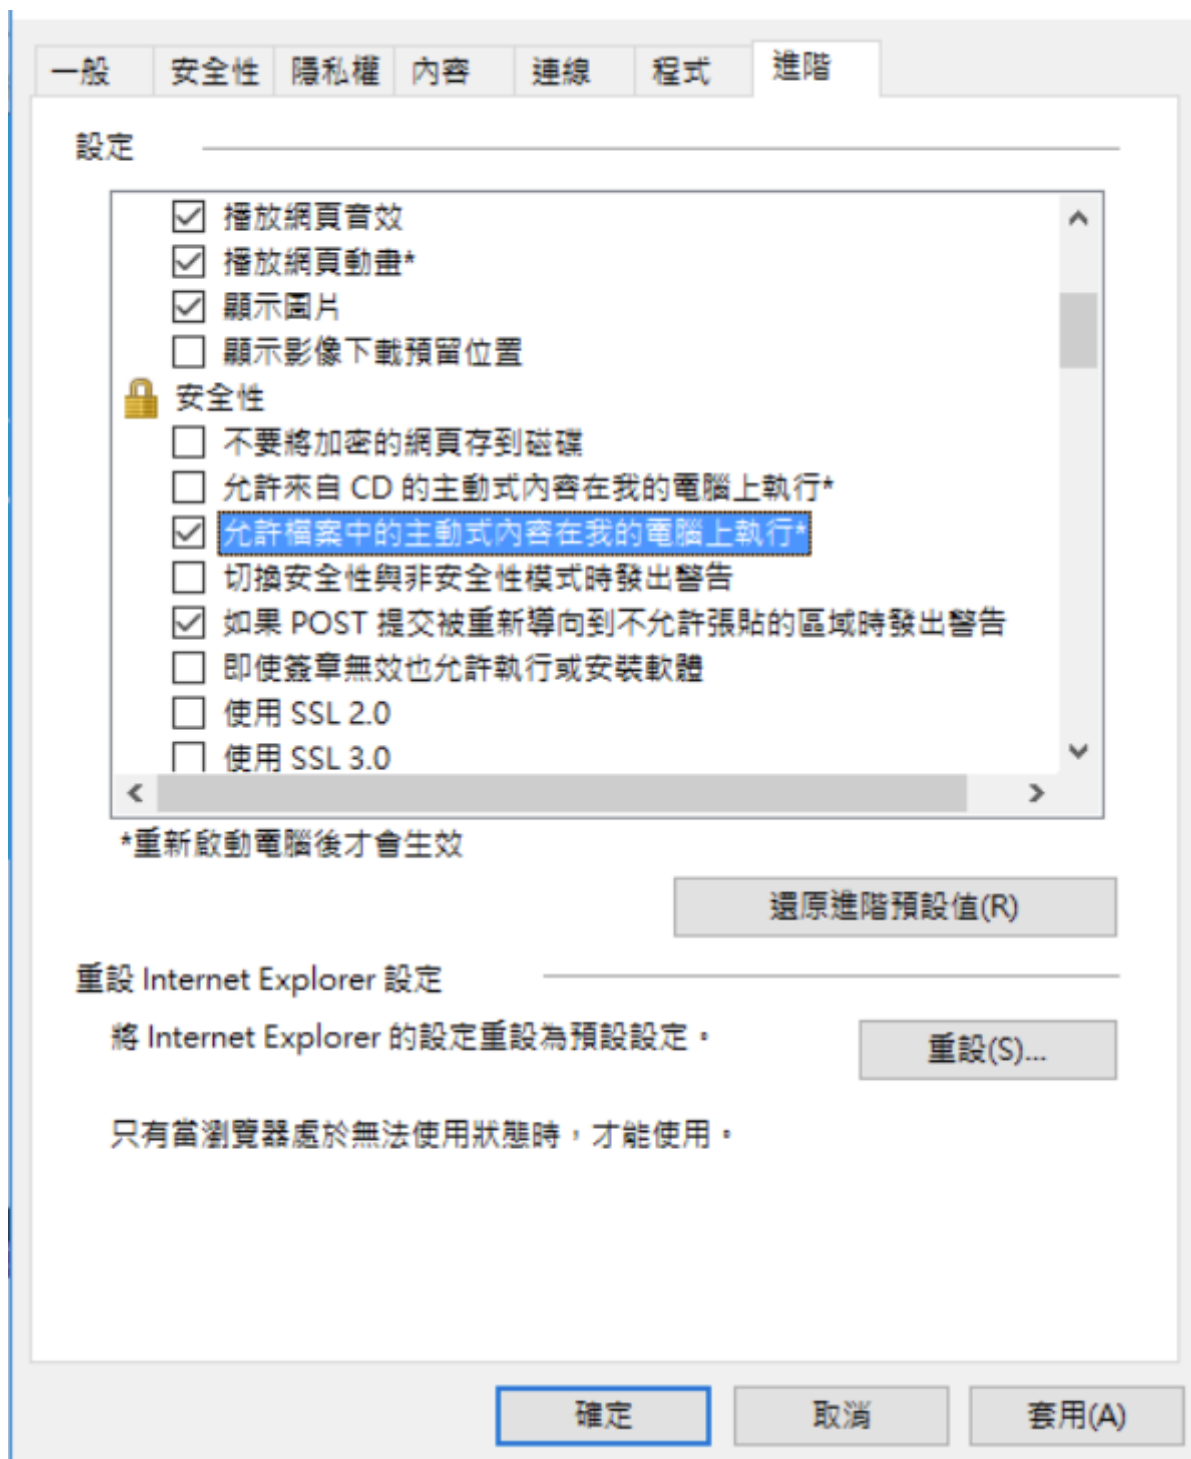 一般 安全性 隱私權 內容 連線 程式 進階
設定
播放網頁音效
播放網頁動畫*
顯示圖片
顯示影像下載預留位置
安全性
不要將加密的網頁存到磁碟
允許來自 CD 的主動式內容在我的電腦上執行*
允許檔案中的主動式內容在我的電腦上執行*
切換安全性與非安全性模式時發出警告
如果 POST 提交被重新導向到不允許張貼的區域時發出警告
即使簽章無效也允許執行或安裝軟體
使用 SSL 2.0
使用 SSL 3.0
*重新啟動電腦後才會生效
還原進階預設值(R)
重設 Internet Explorer 設定
將 Internet Explorer 的設定重設為預設設定。
重設(S)...
只有當瀏覽器處於無法使用狀態時，才能使用。
確定 取消 套用(A)